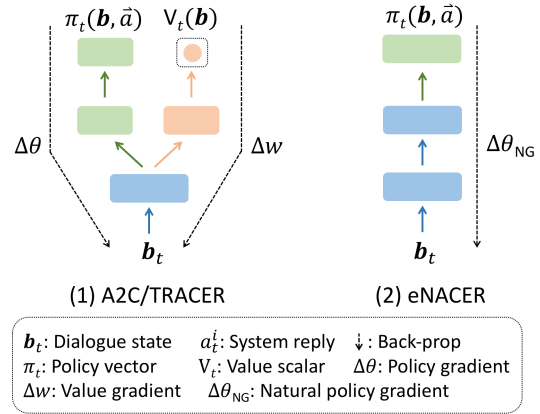 π_t(b, a⃗) V_t(b) π_t(b, a⃗)
Δθ Δw Δθ_NG
b_t b_t
(1) A2C/TRACER (2) eNACER
b_t: Dialogue state a_t^i: System reply ⇣: Back-prop
π_t: Policy vector V_t: Value scalar Δθ: Policy gradient
Δw: Value gradient Δθ_NG: Natural policy gradient